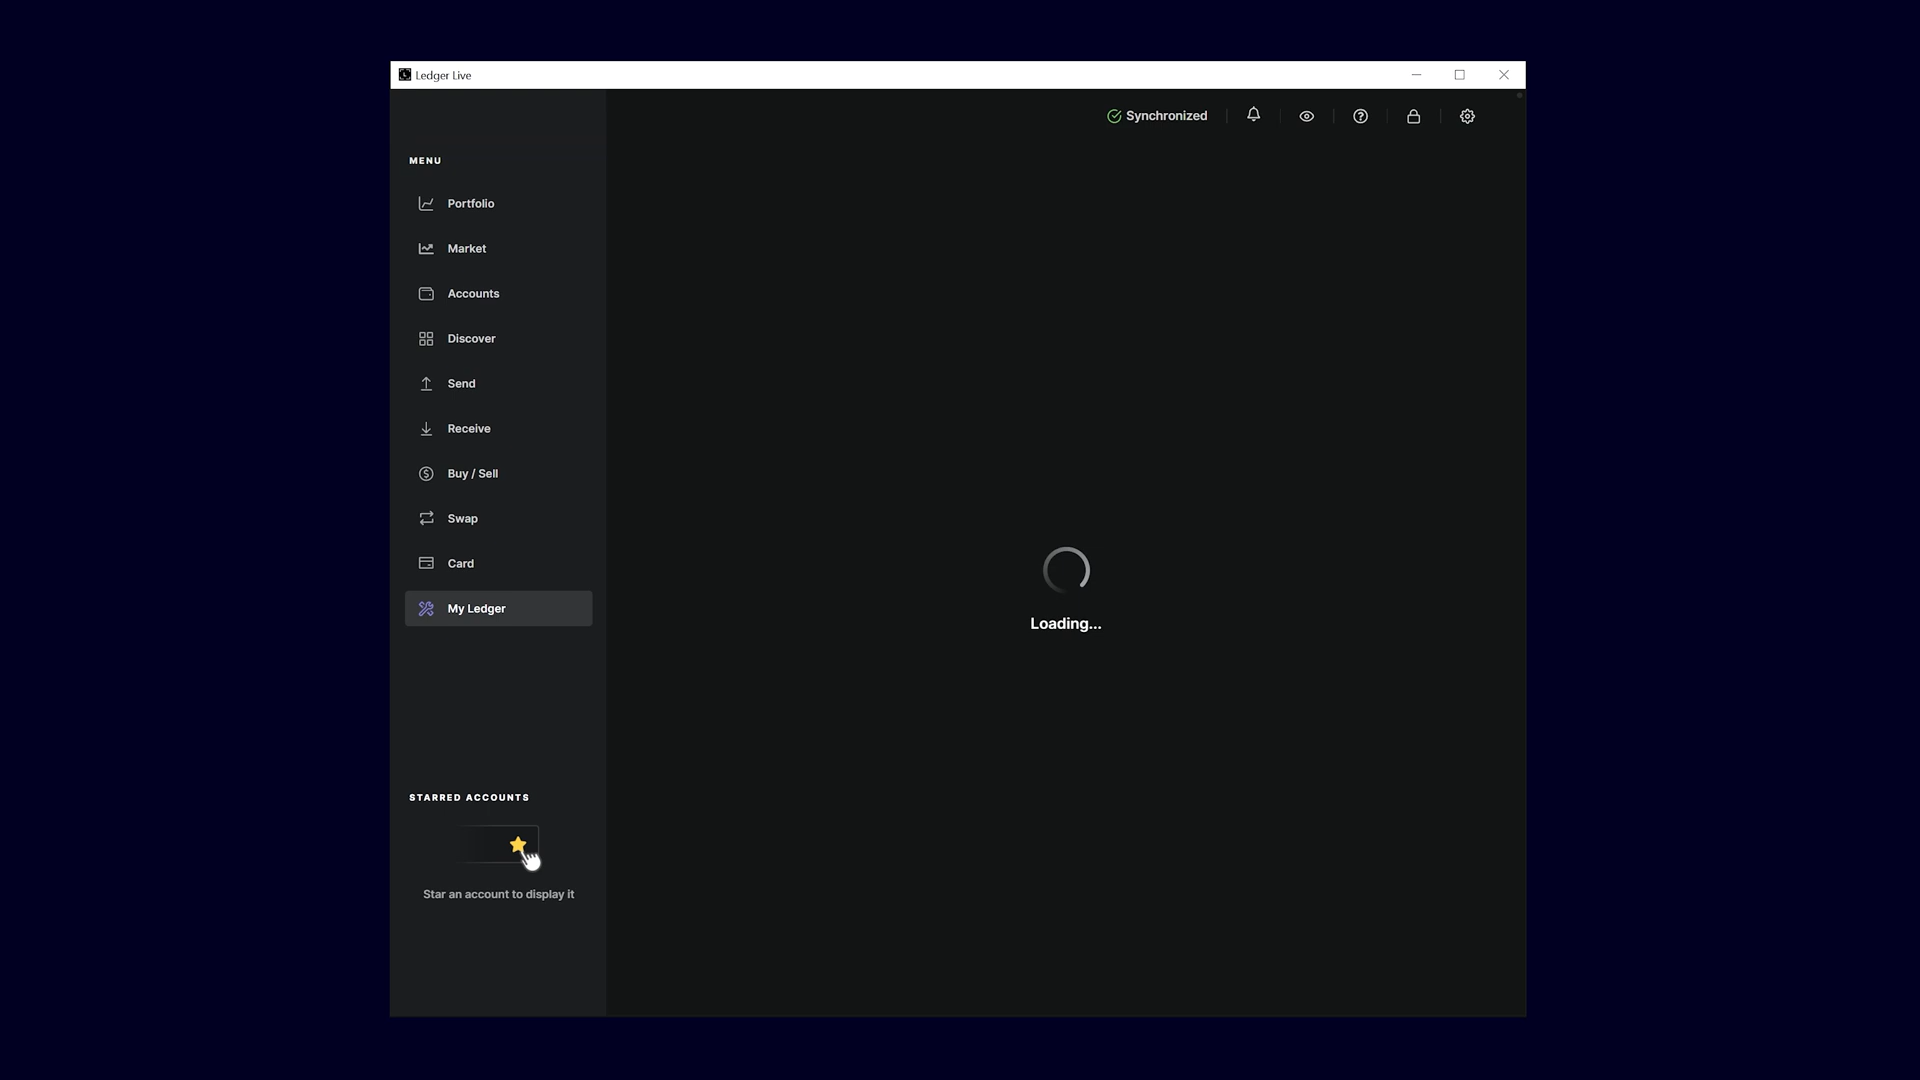 Ledger Live
Synchronized
MENU
Portfolio
Market
Accounts
Discover
Send
Receive
Buy / Sell
Swap
Card
My Ledger
Loading...
STARRED ACCOUNTS
Star an account to display it